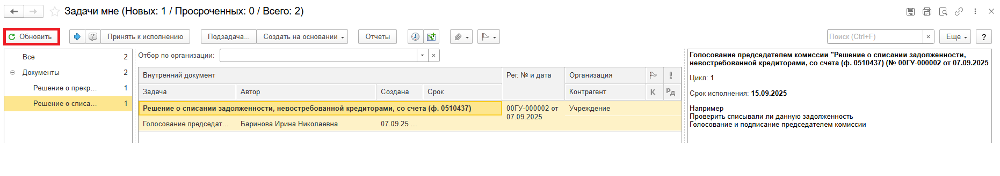 Задачи мне (Новых: 1 / Просроченных: 0 / Всего: 2)
Обновить
Принять к исполнению
Подзадача...
Создать на основании
Отчеты
Поиск (Ctrl+F)
×
Еще
?
Все 2
Документы 2
Решение о прекр... 1
Решение о списа... 1
Отбор по организации:
Внутренний документ
Рег. № и дата
Организация
Задача
Автор
Создана
Срок
Контрагент
К
Рд
Решение о списании задолженности, невостребованной кредиторами, со счета (ф. 0510437)
00ГУ-000002 от
07.09.2025
Учреждение
Голосование председат...
Баринова Ирина Николаевна
07.09.25 ...
Голосование председателем комиссии "Решение о списании задолженности,
невостребованной кредиторами, со счета (ф. 0510437) (№ 00ГУ-000002 от 07.09.2025
Цикл: 1
Срок исполнения: 15.09.2025
Например
Проверить списывали ли данную задолженность
Голосование и подписание председателем комиссии